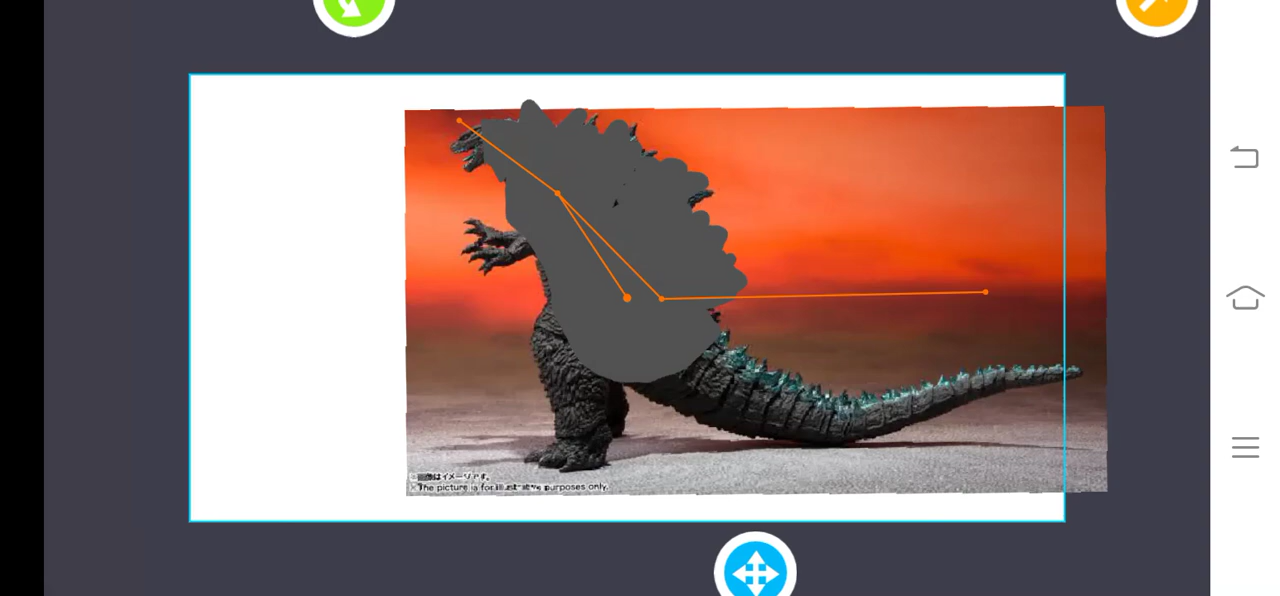 ※画像はイメージです。
※The picture is for illustrative purposes only.